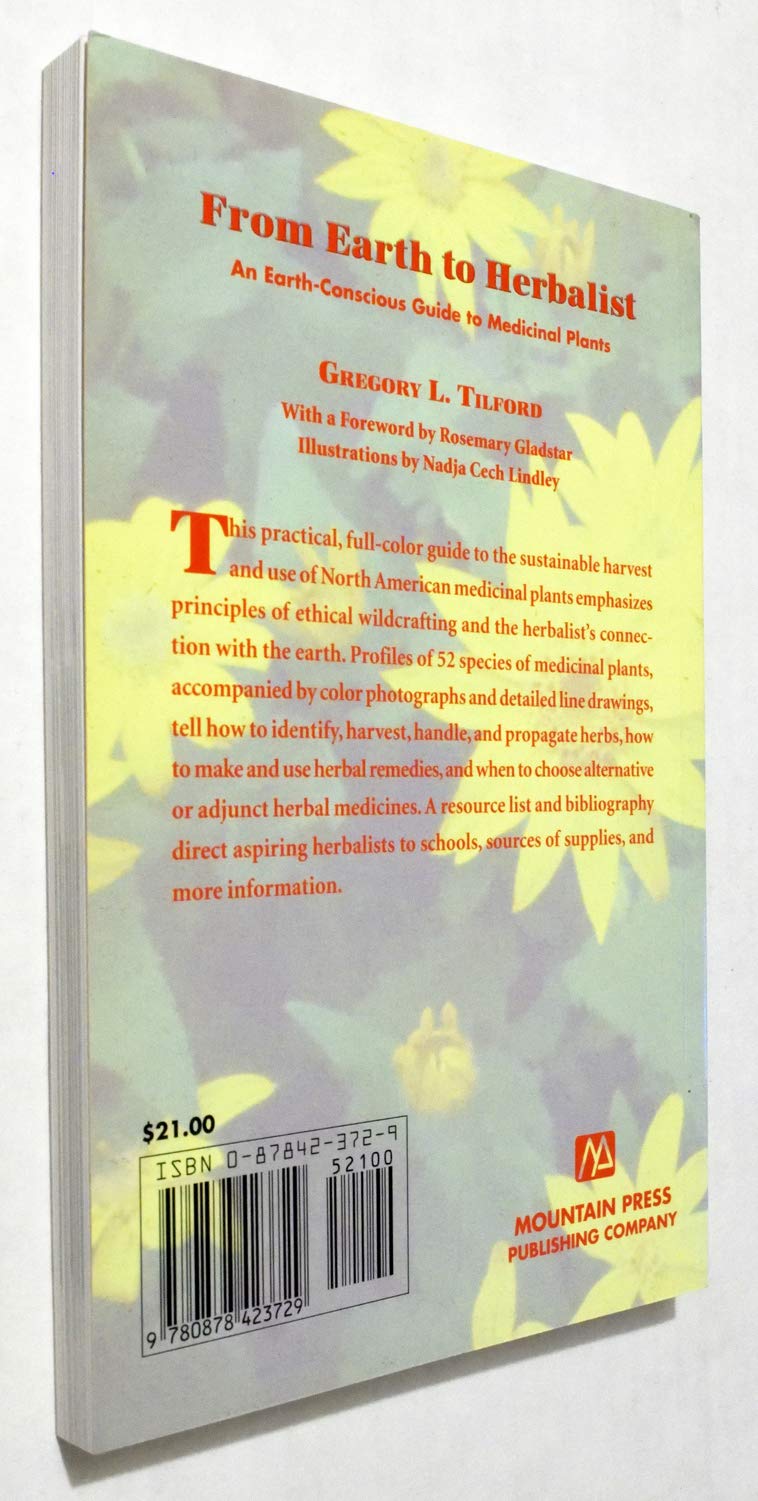 From Earth to Herbalist
An Earth-Conscious Guide to Medicinal Plants
GREGORY L. TILFORD
With a Foreword by Rosemary Gladstar
Illustrations by Nadja Cech Lindley
This practical, full-color guide to the sustainable harvest
and use of North American medicinal plants emphasizes
principles of ethical wildcrafting and the herbalist's connec-
tion with the earth. Profiles of 52 species of medicinal plants,
accompanied by color photographs and detailed line drawings,
tell how to identify, harvest, handle, and propagate herbs, how
to make and use herbal remedies, and when to choose alternative
or adjunct herbal medicines. A resource list and bibliography
direct aspiring herbalists to schools, sources of supplies, and
more information.
$21.00
ISBN 0-87842-372-9
52100
9 780878 423729
MOUNTAIN PRESS
PUBLISHING COMPANY